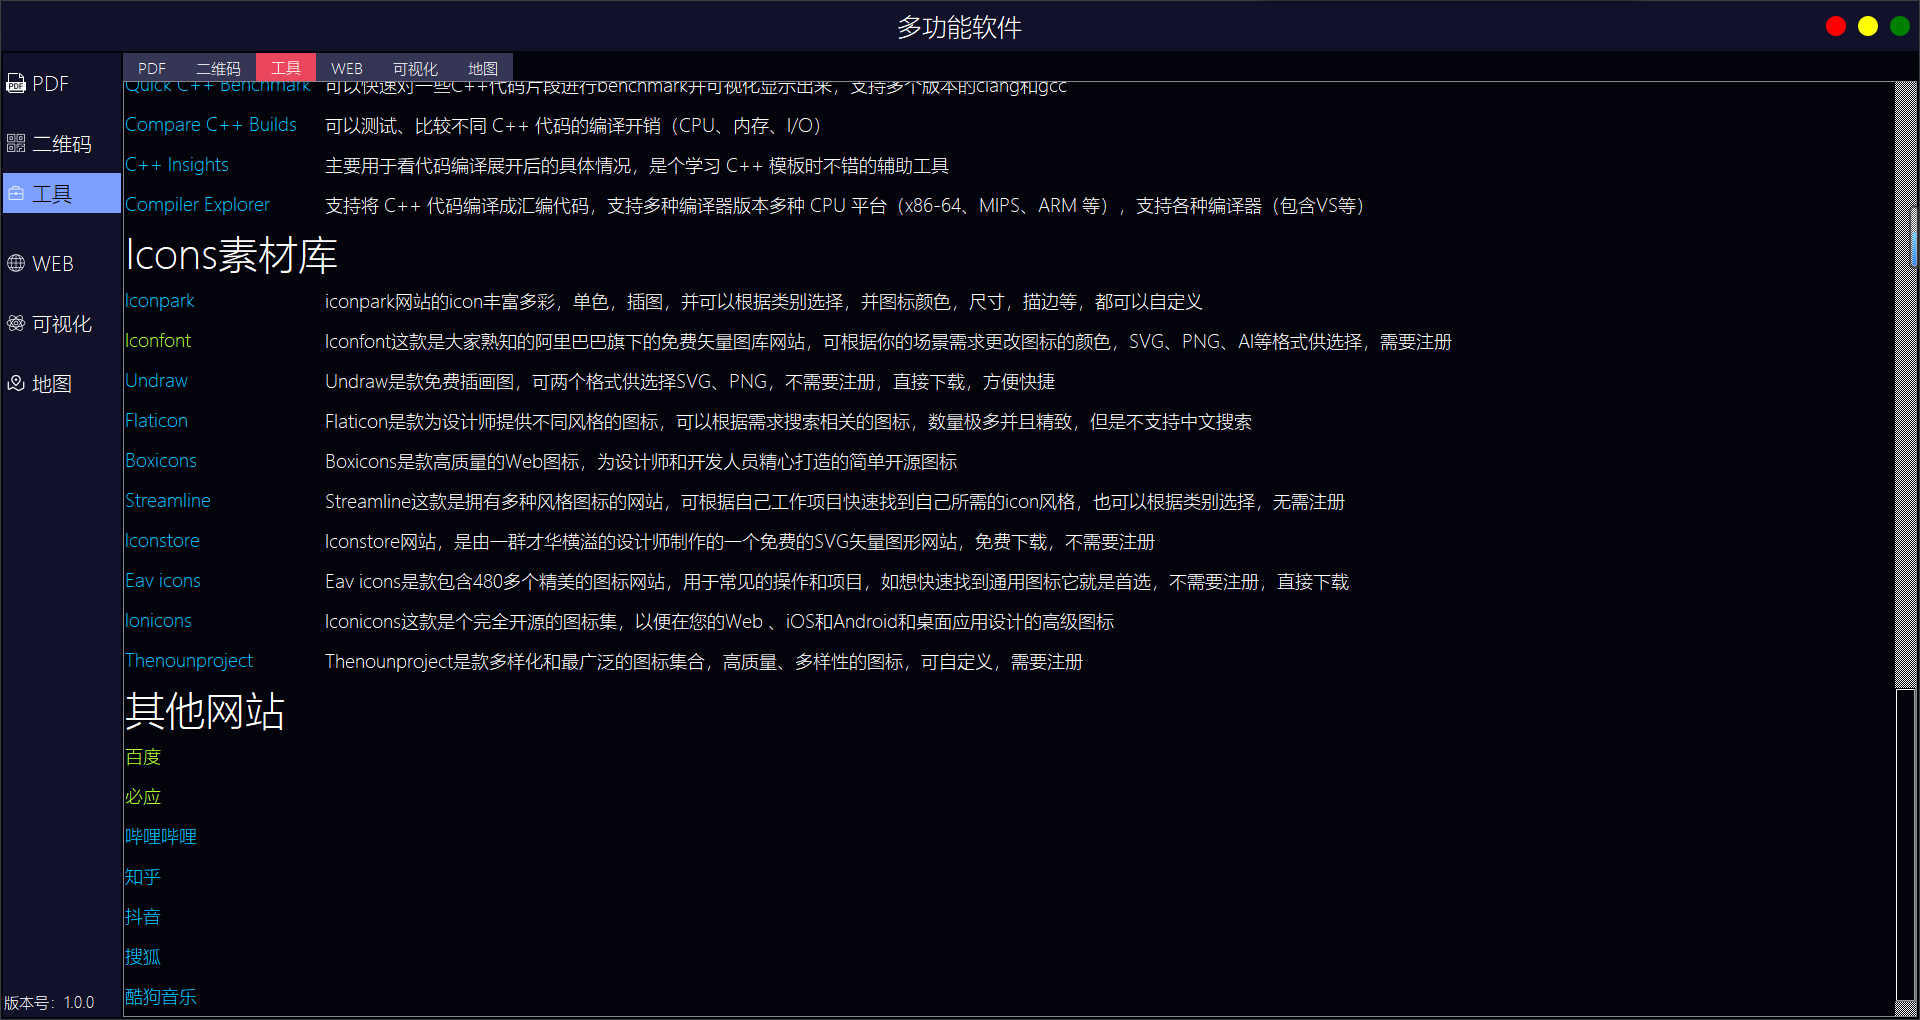 多功能软件
PDF
二维码
工具
WEB
可视化
地图
版本号：1.0.0
PDF 二维码 工具 WEB 可视化 地图
Quick C++ Benchmark 可以快速对一些C++代码片段进行benchmark并可视化显示出来，支持多个版本的clang和gcc
Compare C++ Builds 可以测试、比较不同 C++ 代码的编译开销（CPU、内存、I/O）
C++ Insights 主要用于看代码编译展开后的具体情况，是个学习 C++ 模板时不错的辅助工具
Compiler Explorer 支持将 C++ 代码编译成汇编代码，支持多种编译器版本多种 CPU 平台（x86-64、MIPS、ARM 等），支持各种编译器（包含VS等）
Icons素材库
Iconpark iconpark网站的icon丰富多彩，单色，插图，并可以根据类别选择，并图标颜色，尺寸，描边等，都可以自定义
Iconfont Iconfont这款是大家熟知的阿里巴巴旗下的免费矢量图库网站，可根据你的场景需求更改图标的颜色，SVG、PNG、AI等格式供选择，需要注册
Undraw Undraw是款免费插画图，可两个格式供选择SVG、PNG，不需要注册，直接下载，方便快捷
Flaticon Flaticon是款为设计师提供不同风格的图标，可以根据需求搜索相关的图标，数量极多并且精致，但是不支持中文搜索
Boxicons Boxicons是款高质量的Web图标，为设计师和开发人员精心打造的简单开源图标
Streamline Streamline这款是拥有多种风格图标的网站，可根据自己工作项目快速找到自己所需的icon风格，也可以根据类别选择，无需注册
Iconstore Iconstore网站，是由一群才华横溢的设计师制作的一个免费的SVG矢量图形网站，免费下载，不需要注册
Eav icons Eav icons是款包含480多个精美的图标网站，用于常见的操作和项目，如想快速找到通用图标它就是首选，不需要注册，直接下载
Ionicons Iconicons这款是个完全开源的图标集，以便在您的Web 、iOS和Android和桌面应用设计的高级图标
Thenounproject Thenounproject是款多样化和最广泛的图标集合，高质量、多样性的图标，可自定义，需要注册
其他网站
百度
必应
哔哩哔哩
知乎
抖音
搜狐
酷狗音乐